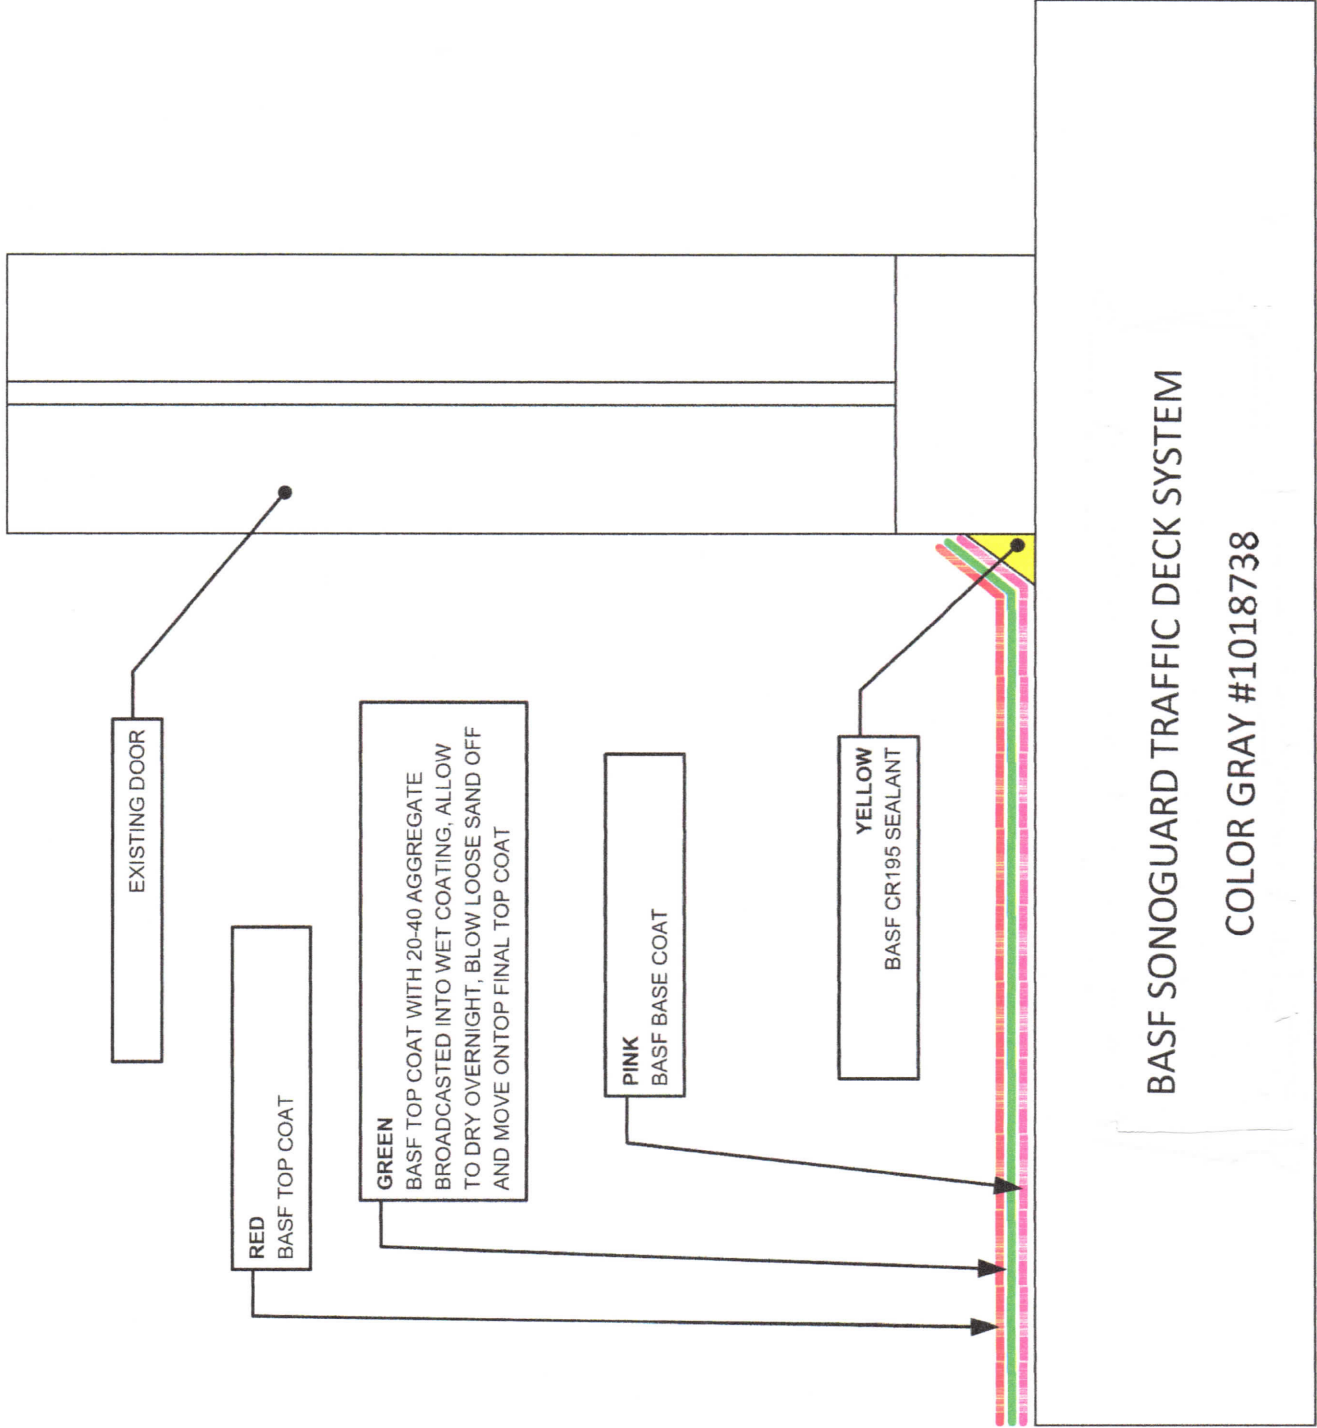 EXISTING DOOR
RED
BASF TOP COAT
GREEN
BASF TOP COAT WITH 20-40 AGGREGATE
BROADCASTED INTO WET COATING, ALLOW
TO DRY OVERNIGHT, BLOW LOOSE SAND OFF
AND MOVE ONTOP FINAL TOP COAT
PINK
BASF BASE COAT
YELLOW
BASF CR195 SEALANT
BASF SONOGUARD TRAFFIC DECK SYSTEM
COLOR GRAY #1018738